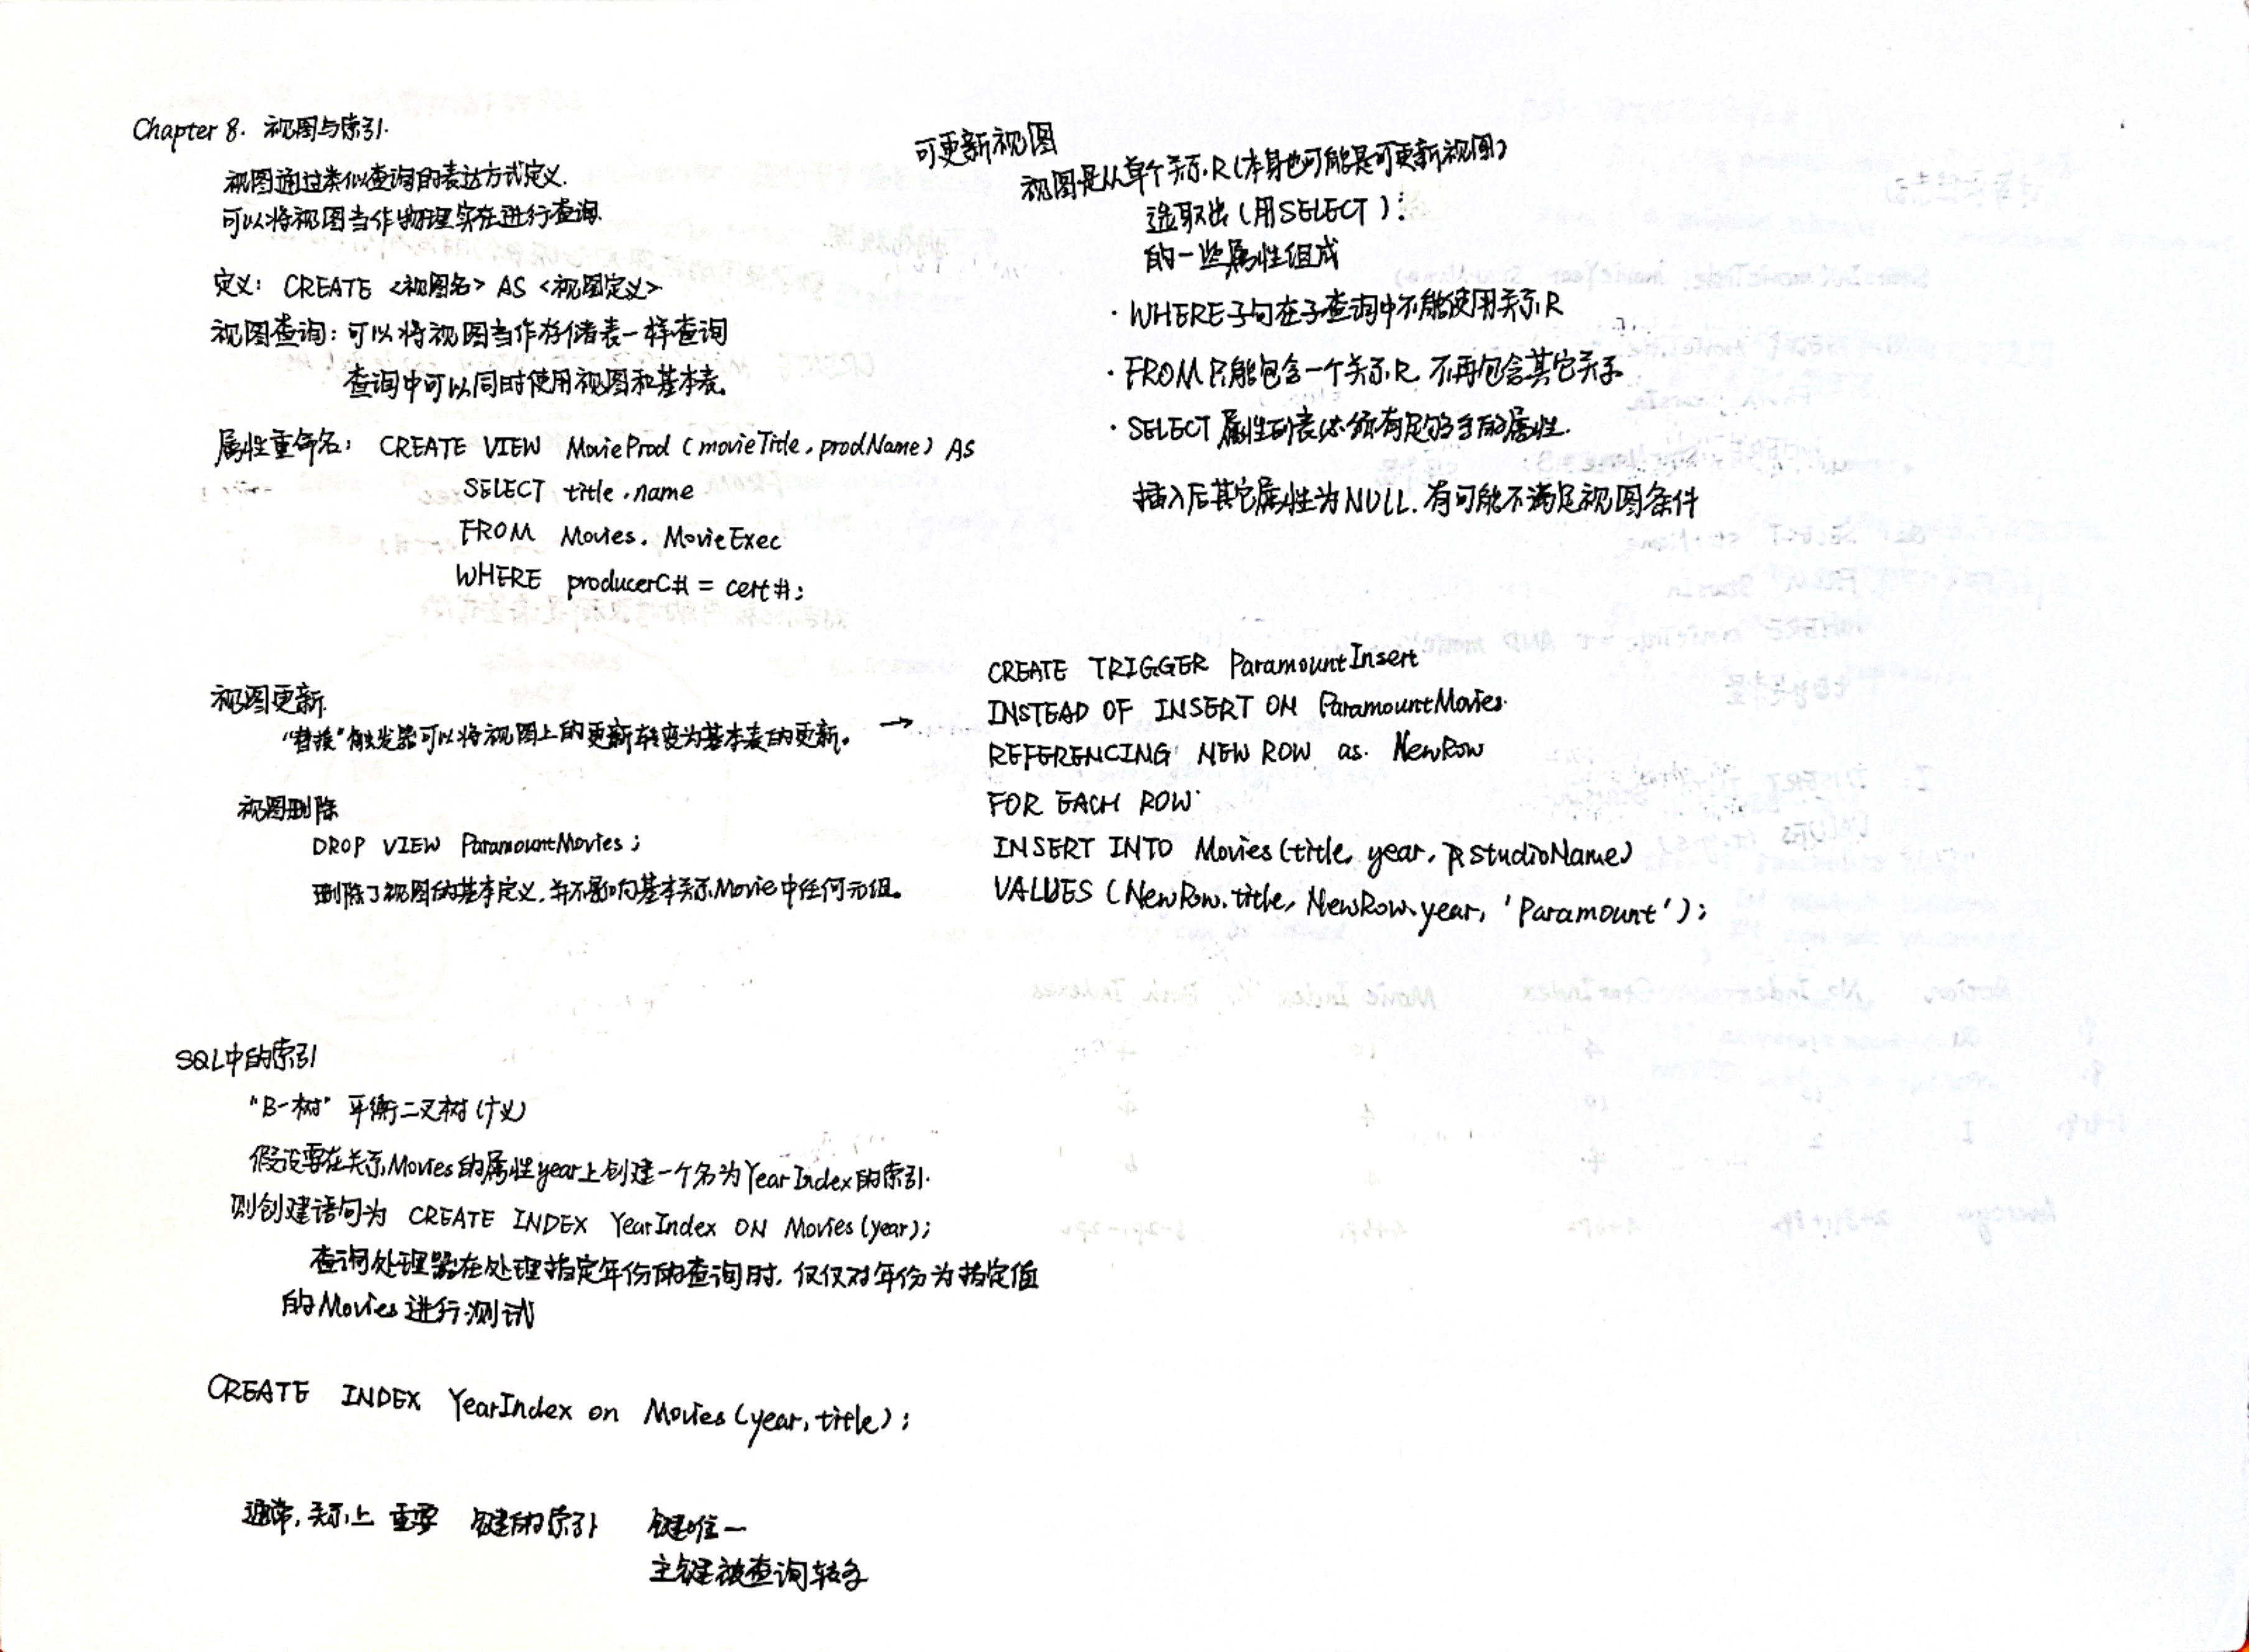 Chapter 8. 视图与索引.
视图通过类似查询的表达方式定义.
可以将视图当作物理实在进行查询.
定义: CREATE <视图名> AS <视图定义>
视图查询: 可以将视图当作存储表一样查询
查询中可以同时使用视图和基本表.
属性重命名: CREATE VIEW MovieProd (movieTitle, prodName) AS
SELECT title, name
FROM Movies, MovieExec
WHERE producerC# = cert#;
视图更新
"替换"触发器可以将视图上的更新转变为基本表的更新。 →
视图删除
DROP VIEW ParamountMovies;
删除了视图的基本定义, 并不影响基本关系Movie中任何元组。
可更新视图
视图是从单个关系R(本身也可能是可更新视图)
选取出(用SELECT):
的一些属性组成
· WHERE子句在子查询中不能使用关系R
· FROM只能包含一个关系R 不再包含其它关系
· SELECT属性列表必须有足够多的属性.
插入后其它属性为NULL. 有可能不满足视图条件
CREATE TRIGGER ParamountInsert
INSTEAD OF INSERT ON ParamountMovies
REFERENCING NEW ROW as NewRow
FOR EACH ROW
INSERT INTO Movies(title, year, studioName)
VALUES (NewRow.title, NewRow.year, 'Paramount');
SQL中的索引
"B-树" 平衡二叉树(广义)
假设要在关系Movies的属性year上创建一个名为YearIndex的索引.
则创建语句为 CREATE INDEX YearIndex ON Movies(year);
查询处理器在处理指定年份的查询时, 仅仅对年份为指定值
的Movies进行测试
CREATE INDEX YearIndex on Movies(year, title);
通常, 关系上 重要 键的索引 键唯一
主键被查询较多